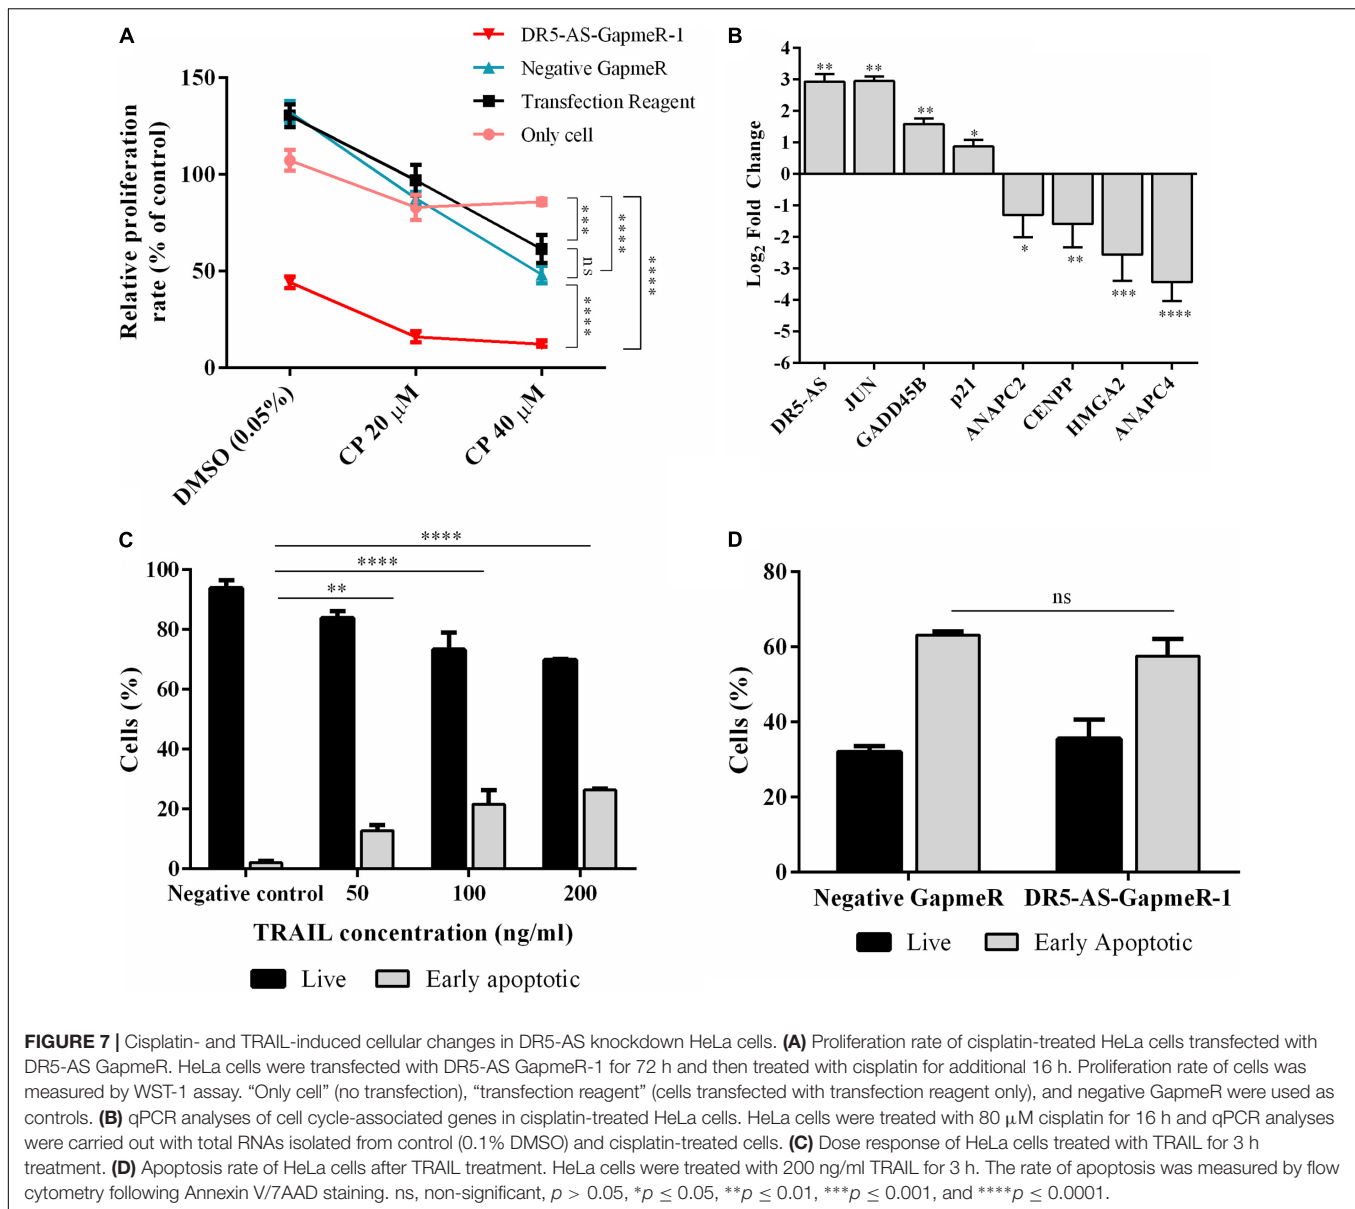 A
DR5-AS-GapmeR-1
Negative GapmeR
Transfection Reagent
Only cell
Relative proliferation
rate (% of control)
150
100
50
0
DMSO (0.05%)
CP 20 μM
CP 40 μM
***
ns
****
****
****
B
Log2 Fold Change
4
3
2
1
0
-1
-2
-3
-4
-5
-6
**
**
**
*
*
**
***
****
DR5-AS
JUN
GADD45B
p21
ANAPC2
CENPP
HMGA2
ANAPC4
C
****
****
**
Cells (%)
100
80
60
40
20
0
Negative control
50
100
200
TRAIL concentration (ng/ml)
Live
Early apoptotic
D
ns
Cells (%)
80
60
40
20
0
Negative GapmeR
DR5-AS-GapmeR-1
Live
Early Apoptotic
FIGURE 7 | Cisplatin- and TRAIL-induced cellular changes in DR5-AS knockdown HeLa cells. (A) Proliferation rate of cisplatin-treated HeLa cells transfected with
DR5-AS GapmeR. HeLa cells were transfected with DR5-AS GapmeR-1 for 72 h and then treated with cisplatin for additional 16 h. Proliferation rate of cells was
measured by WST-1 assay. “Only cell” (no transfection), “transfection reagent” (cells transfected with transfection reagent only), and negative GapmeR were used as
controls. (B) qPCR analyses of cell cycle-associated genes in cisplatin-treated HeLa cells. HeLa cells were treated with 80 μM cisplatin for 16 h and qPCR analyses
were carried out with total RNAs isolated from control (0.1% DMSO) and cisplatin-treated cells. (C) Dose response of HeLa cells treated with TRAIL for 3 h
treatment. (D) Apoptosis rate of HeLa cells after TRAIL treatment. HeLa cells were treated with 200 ng/ml TRAIL for 3 h. The rate of apoptosis was measured by flow
cytometry following Annexin V/7AAD staining. ns, non-significant, p > 0.05, *p ≤ 0.05, **p ≤ 0.01, ***p ≤ 0.001, and ****p ≤ 0.0001.